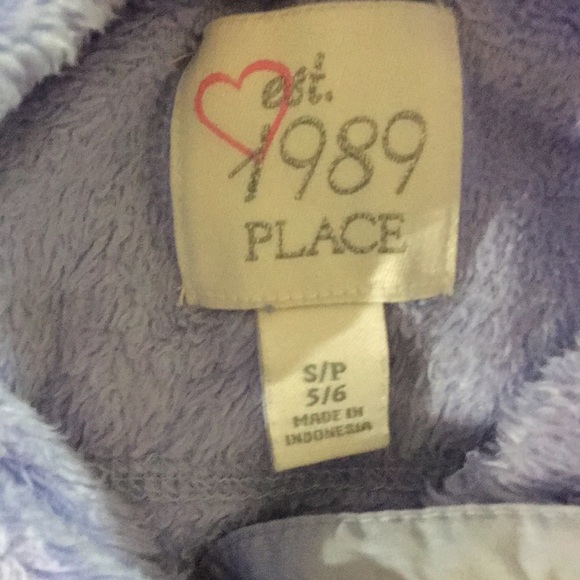 est.
1989
PLACE
S/P
5/6
MADE IN
INDONESIA